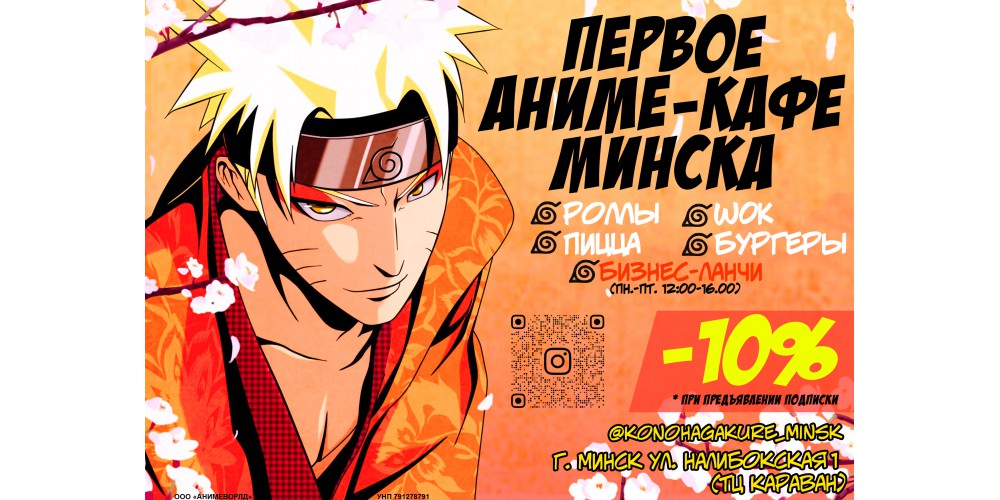 ПЕРВОЕ
АНИМЕ-КАФЕ
МИНСКА
РОЛЛЫ
WОК
ПИЦЦА
БУРГЕРЫ
БИЗНЕС-ЛАНЧИ
(ПН.-ПТ. 12:00-16.00)
-10%
* ПРИ ПРЕДЪЯВЛЕНИИ ПОДПИСКИ
@KONOHAGAKURE_MINSK
Г. МИНСК УЛ. НАЛИБОКСКАЯ 1
(ТЦ КАРАВАН)
ООО «АНИМЕВОРЛД» УНП 791278791